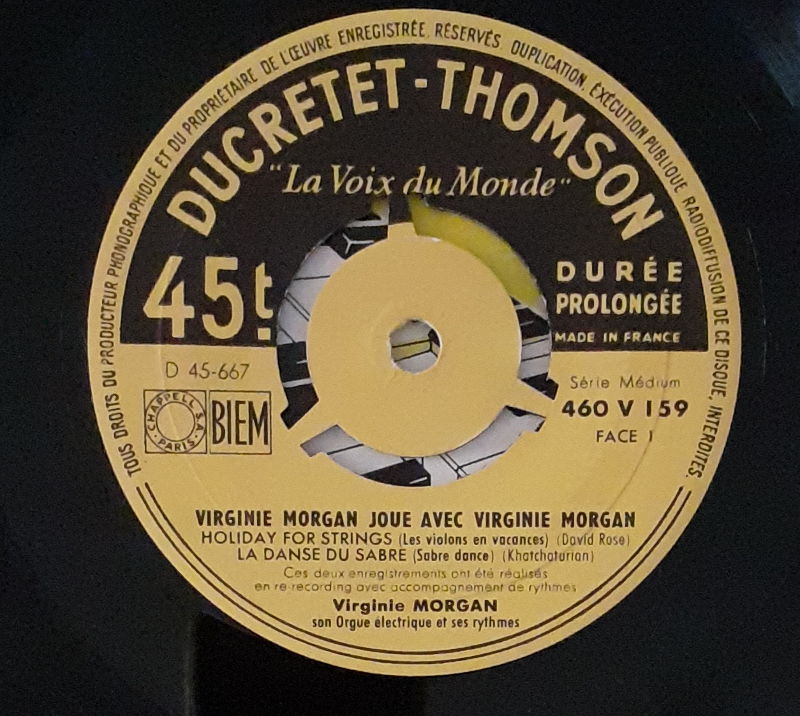 TOUS DROITS DU PRODUCTEUR PHONOGRAPHIQUE ET DU PROPRIÉTAIRE DE L'ŒUVRE ENREGISTRÉE, RÉSERVÉS. DUPLICATION, EXÉCUTION PUBLIQUE RADIODIFFUSION DE CE DISQUE, INTERDITES.
DUCRETET-THOMSON
"La Voix du Monde"
45t.
DURÉE
PROLONGÉE
MADE IN FRANCE
D 45-667
CHAPPELL S.A. PARIS
BIEM
Série Médium
460 V 159
FACE 1
VIRGINIE MORGAN JOUE AVEC VIRGINIE MORGAN
HOLIDAY FOR STRINGS (Les violons en vacances) (David Rose)
LA DANSE DU SABRE (Sabre dance) (Khatchaturian)
Ces deux enregistrements ont été réalisés
en re-recording avec accompagnement de rythmes
Virginie MORGAN
son Orgue électrique et ses rythmes